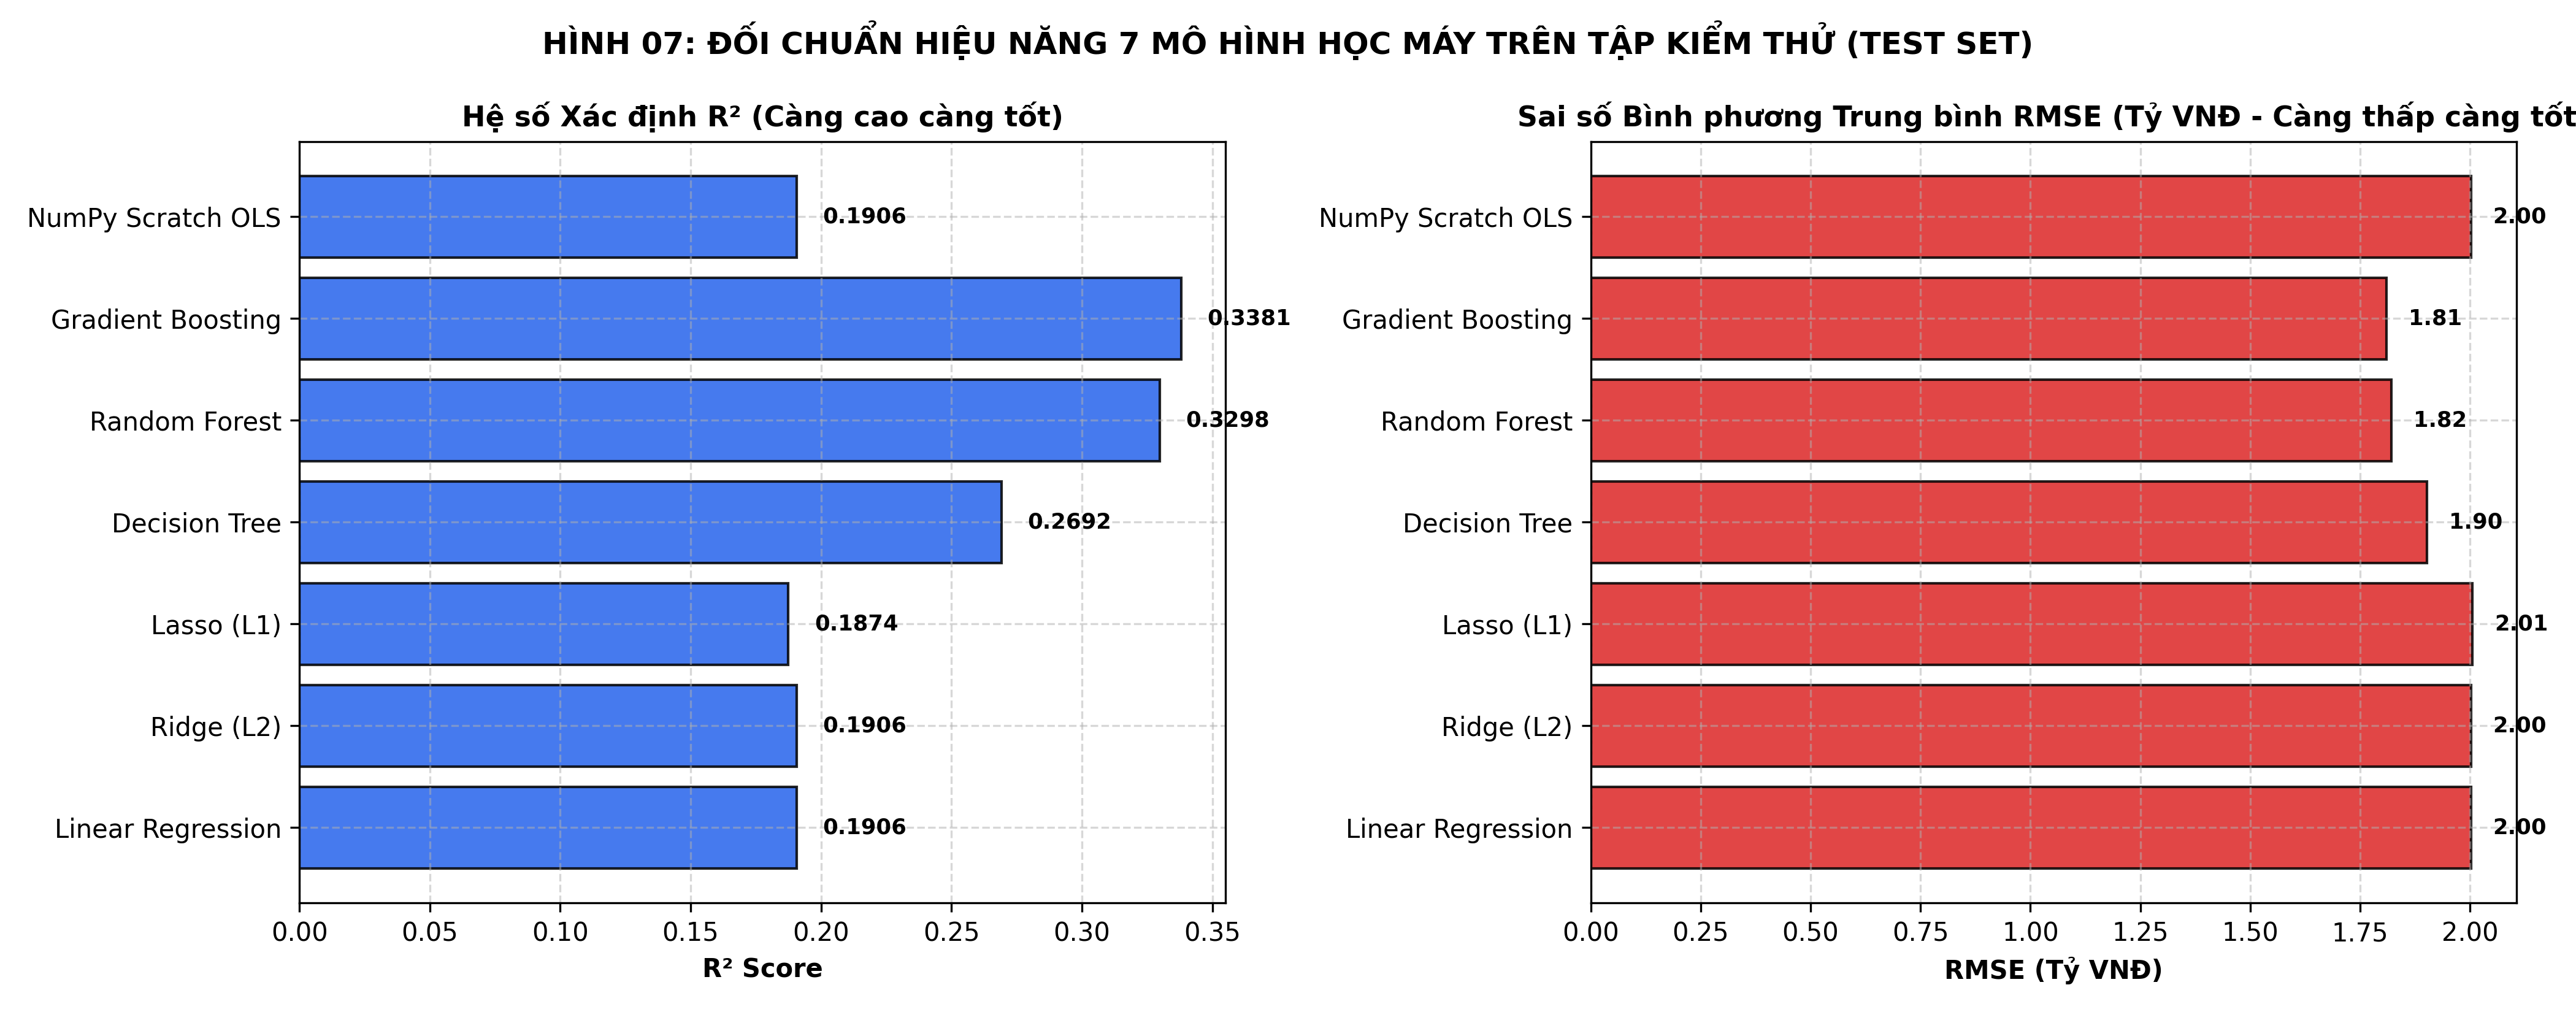 HÌNH 07: ĐỐI CHUẨN HIỆU NĂNG 7 MÔ HÌNH HỌC MÁY TRÊN TẬP KIỂM THỬ (TEST SET)
Hệ số Xác định R² (Càng cao càng tốt)
NumPy Scratch OLS 0.1906
Gradient Boosting 0.3381
Random Forest 0.3298
Decision Tree 0.2692
Lasso (L1) 0.1874
Ridge (L2) 0.1906
Linear Regression 0.1906
0.00 0.05 0.10 0.15 0.20 0.25 0.30 0.35
R² Score
Sai số Bình phương Trung bình RMSE (Tỷ VNĐ - Càng thấp càng tốt
NumPy Scratch OLS 2.00
Gradient Boosting 1.81
Random Forest 1.82
Decision Tree 1.90
Lasso (L1) 2.01
Ridge (L2) 2.00
Linear Regression 2.00
0.00 0.25 0.50 0.75 1.00 1.25 1.50 1.75 2.00
RMSE (Tỷ VNĐ)